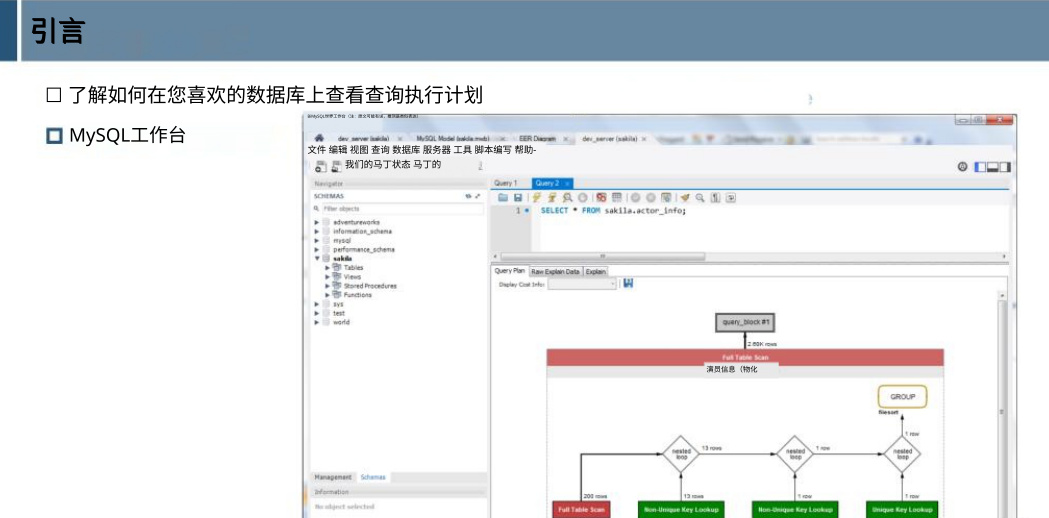 引言
☐ 了解如何在您喜欢的数据库上查看查询执行计划
MySQL工作台
dev_server (sakila)
MySQL Model (sakila.mwb)
EER Diagram
dev_server (sakila)
文件 编辑 视图 查询 数据库 服务器 工具 脚本编写 帮助-
我们的马丁状态 马丁的
Navigator
SCHEMAS
Filter objects
adventureworks
information_schema
mysql
performance_schema
sakila
Tables
Views
Stored Procedures
Functions
sys
test
world
Management Schemas
Information
No object selected
Query 1 Query 2
1 SELECT * FROM sakila.actor_info;
Query Plan Raw Explain Data Explain
Display Cost Info:
query_block #1
2.60K rows
Full Table Scan
演员信息（物化
GROUP
filesort
1 row
nested loop
13 rows
nested loop
1 row
nested loop
200 rows
13 rows
1 row
1 row
Full Table Scan
Non-Unique Key Lookup
Non-Unique Key Lookup
Unique Key Lookup